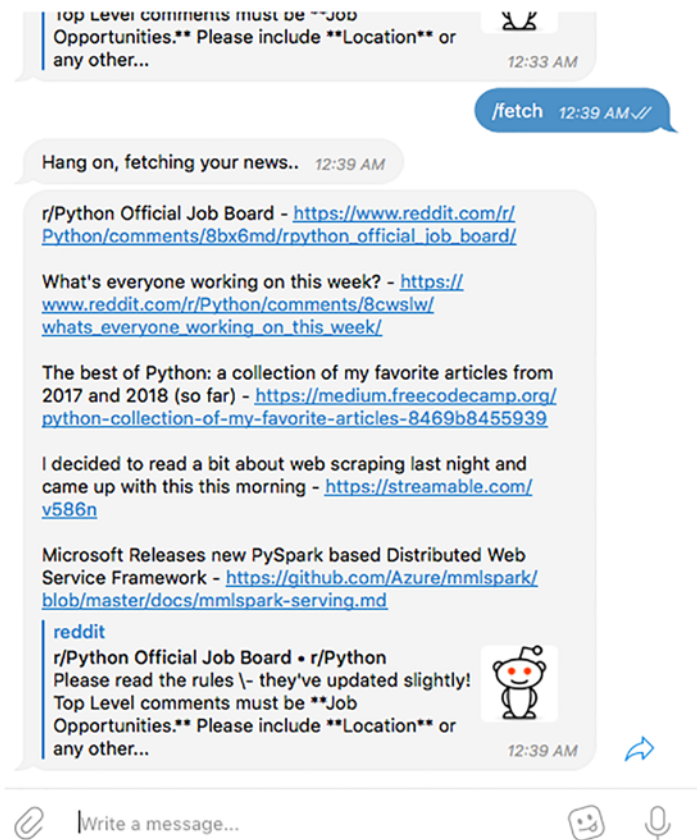 Top Level comments must be **Job
Opportunities.** Please include **Location** or
any other...
12:33 AM
/fetch 12:39 AM
Hang on, fetching your news.. 12:39 AM
r/Python Official Job Board - https://www.reddit.com/r/
Python/comments/8bx6md/rpython_official_job_board/
What's everyone working on this week? - https://
www.reddit.com/r/Python/comments/8cwslw/
whats_everyone_working_on_this_week/
The best of Python: a collection of my favorite articles from
2017 and 2018 (so far) - https://medium.freecodecamp.org/
python-collection-of-my-favorite-articles-8469b8455939
I decided to read a bit about web scraping last night and
came up with this this morning - https://streamable.com/
v586n
Microsoft Releases new PySpark based Distributed Web
Service Framework - https://github.com/Azure/mmlspark/
blob/master/docs/mmlspark-serving.md
reddit
r/Python Official Job Board • r/Python
Please read the rules \- they've updated slightly!
Top Level comments must be **Job
Opportunities.** Please include **Location** or
any other...
12:39 AM
Write a message...